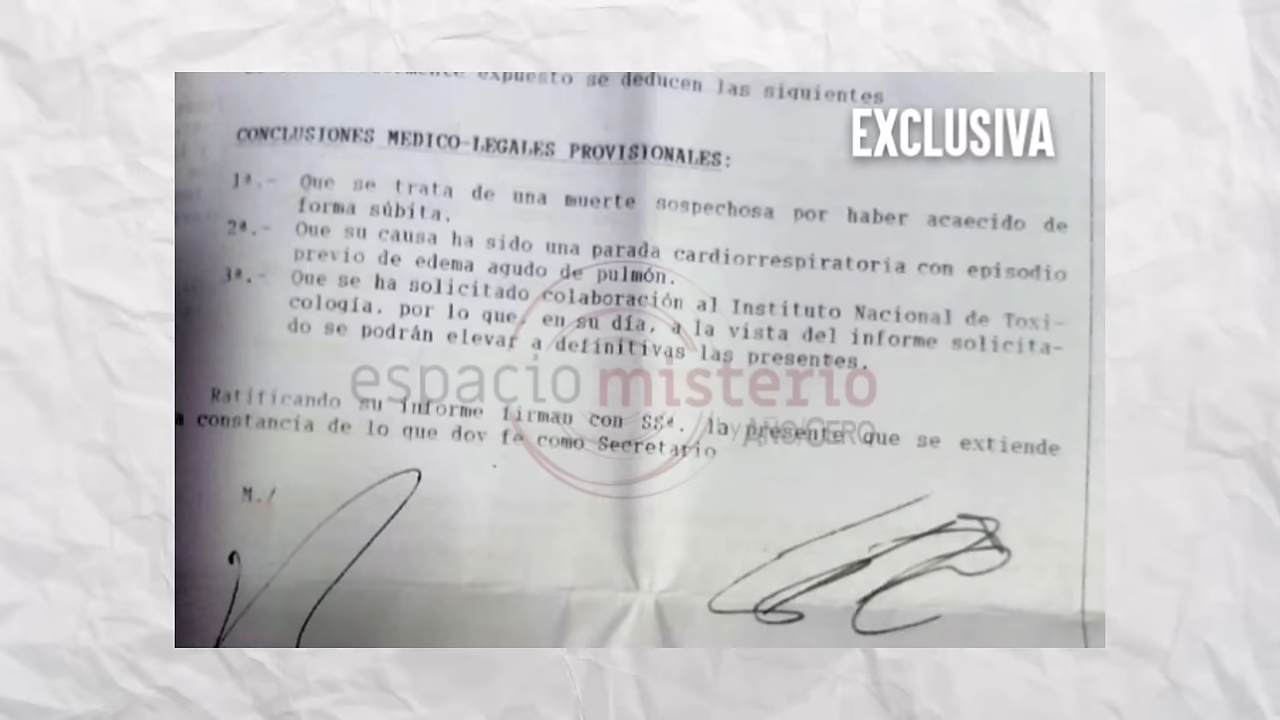 expuesto se deducen las siguientes
EXCLUSIVA
CONCLUSIONES MEDICO-LEGALES PROVISIONALES:
1ª.- Que se trata de una muerte sospechosa por haber acaecido de
forma súbita.
2ª.- Que su causa ha sido una parada cardiorrespiratoria con episodio
previo de edema agudo de pulmón.
3ª.- Que se ha solicitado colaboración al Instituto Nacional de Toxi-
cología, por lo que, en su día, a la vista del informe solicita-
do se podrán elevar a definitivas las presentes.
espacio misterio
by AÑO/CERO
Ratificando su informe firman con SSª. la presente que se extiende
a constancia de lo que doy fe como Secretario
M./